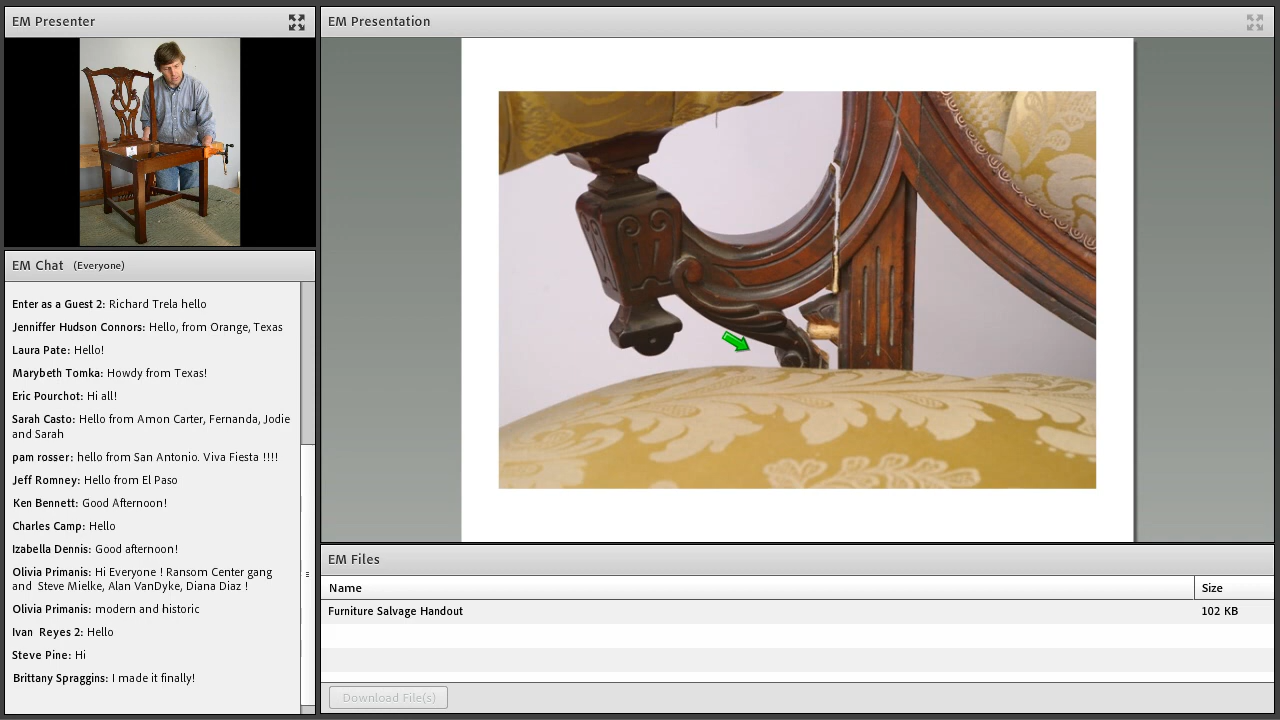 EM Presenter
EM Chat (Everyone)
Enter as a Guest 2: Richard Trela hello
Jenniffer Hudson Connors: Hello, from Orange, Texas
Laura Pate: Hello!
Marybeth Tomka: Howdy from Texas!
Eric Pourchot: Hi all!
Sarah Casto: Hello from Amon Carter, Fernanda, Jodie
and Sarah
pam rosser: hello from San Antonio. Viva Fiesta !!!!
Jeff Romney: Hello from El Paso
Ken Bennett: Good Afternoon!
Charles Camp: Hello
Izabella Dennis: Good afternoon!
Olivia Primanis: Hi Everyone ! Ransom Center gang
and Steve Mielke, Alan VanDyke, Diana Diaz !
Olivia Primanis: modern and historic
Ivan Reyes 2: Hello
Steve Pine: Hi
Brittany Spraggins: I made it finally!
EM Presentation
EM Files
Name Size
Furniture Salvage Handout 102 KB
Download File(s)